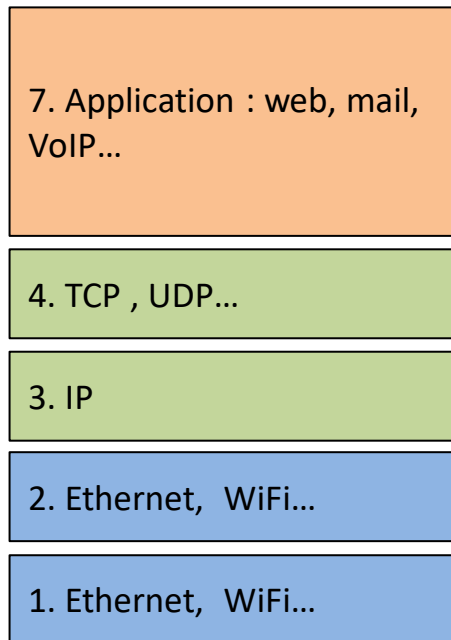 7. Application : web, mail,
VoIP…
4. TCP , UDP…
3. IP
2. Ethernet, WiFi…
1. Ethernet, WiFi…